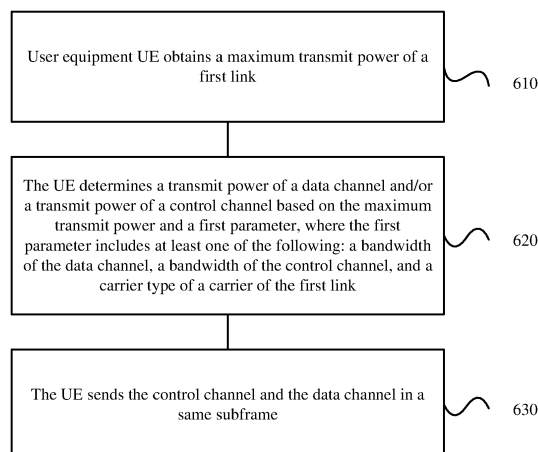 User equipment UE obtains a maximum transmit power of a
first link
610
The UE determines a transmit power of a data channel and/or
a transmit power of a control channel based on the maximum
transmit power and a first parameter, where the first
parameter includes at least one of the following: a bandwidth
of the data channel, a bandwidth of the control channel, and a
carrier type of a carrier of the first link
620
The UE sends the control channel and the data channel in a
same subframe
630